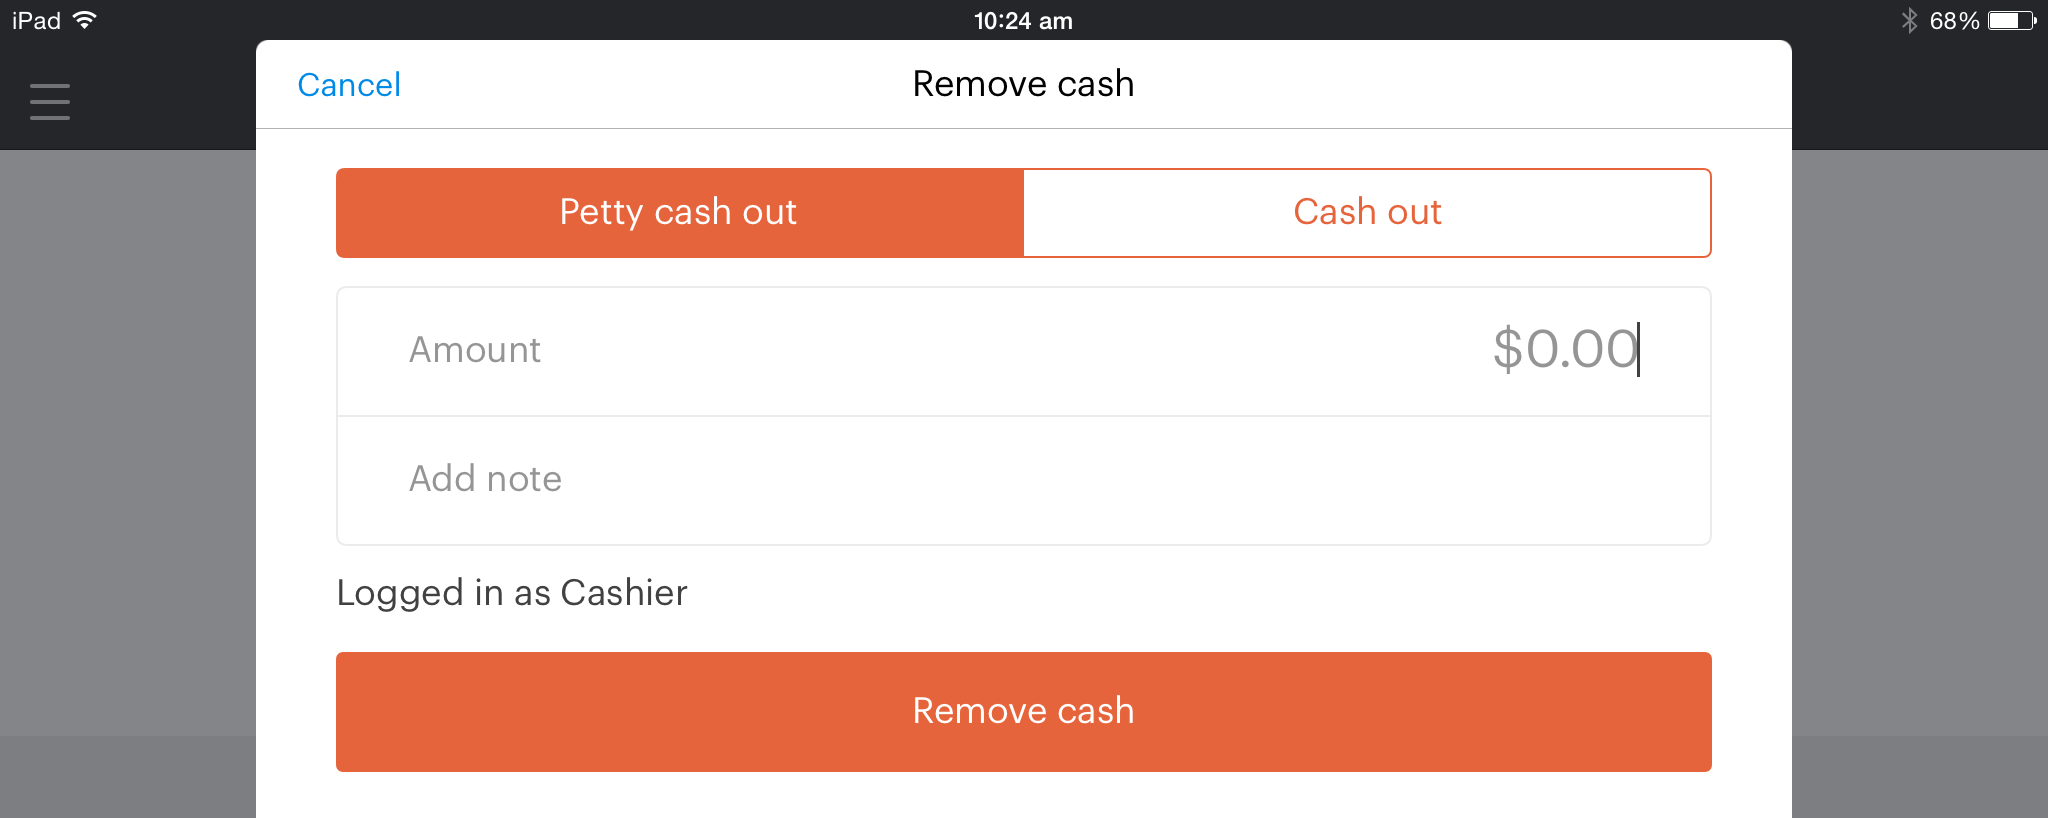 iPad 10:24 am 68%
Cancel Remove cash
Petty cash out Cash out
Amount $0.00
Add note
Logged in as Cashier
Remove cash